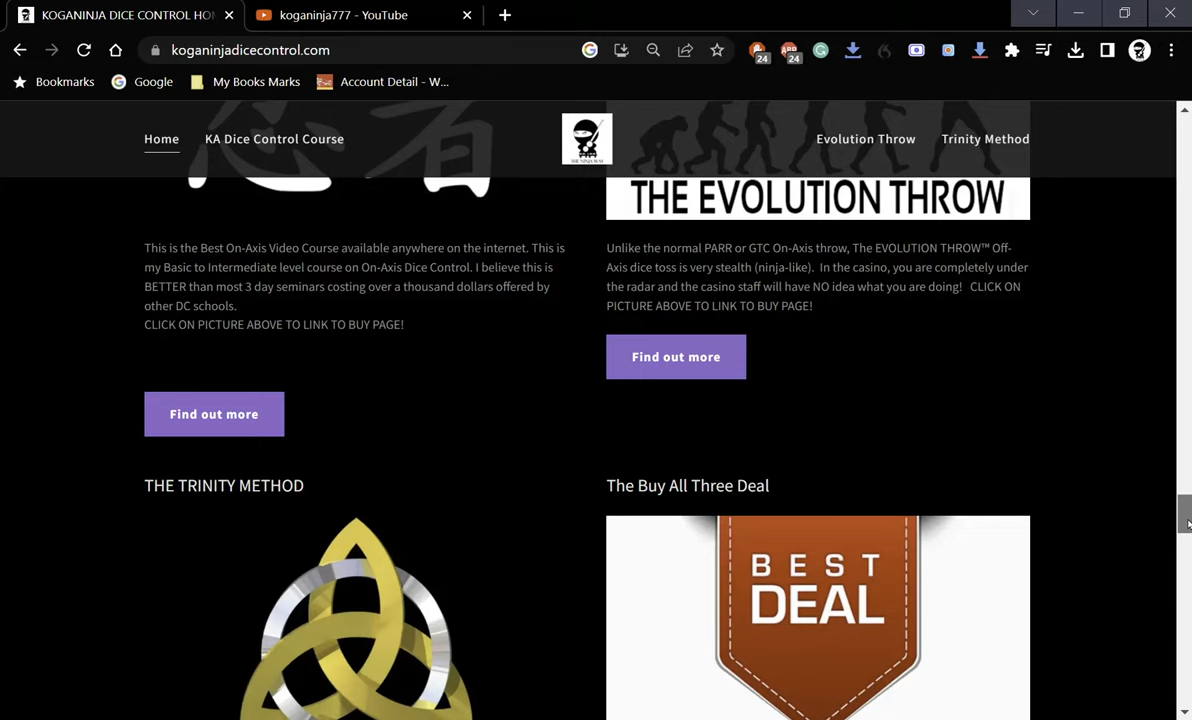 KOGANINJA DICE CONTROL HO
koganinja777 - YouTube
koganinjadicecontrol.com
24
24
Bookmarks
Google
My Books Marks
Account Detail - W...
Home
KA Dice Control Course
THE NINJA WAY
Evolution Throw
Trinity Method
忍者
THE EVOLUTION THROW
This is the Best On-Axis Video Course available anywhere on the internet. This is
my Basic to Intermediate level course on On-Axis Dice Control. I believe this is
BETTER than most 3 day seminars costing over a thousand dollars offered by
other DC schools.
CLICK ON PICTURE ABOVE TO LINK TO BUY PAGE!
Find out more
Unlike the normal PARR or GTC On-Axis throw, The EVOLUTION THROW™ Off-
Axis dice toss is very stealth (ninja-like). In the casino, you are completely under
the radar and the casino staff will have NO idea what you are doing! CLICK ON
PICTURE ABOVE TO LINK TO BUY PAGE!
Find out more
THE TRINITY METHOD
The Buy All Three Deal
BEST
DEAL